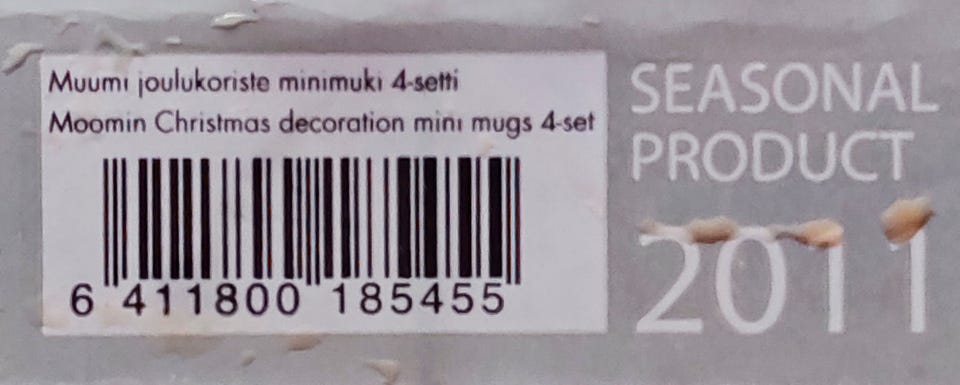 Muumi joulukoriste minimuki 4-setti
Moomin Christmas decoration mini mugs 4-set
6 411800 185455
SEASONAL
PRODUCT
2011